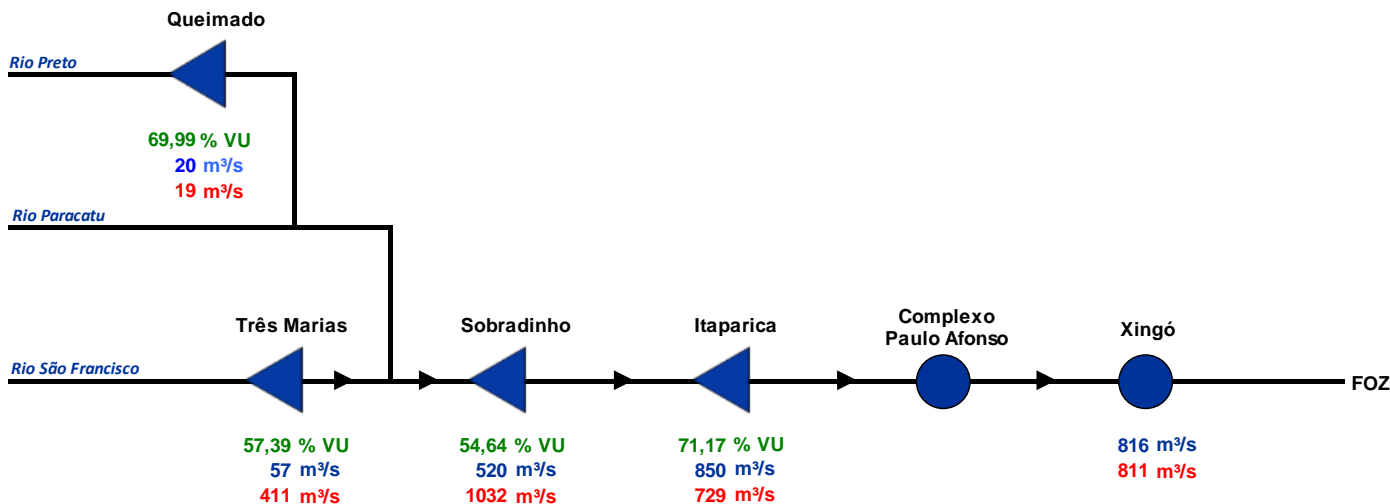 Queimado
Rio Preto
69,99 % VU
20 m³/s
19 m³/s
Rio Paracatu
Três Marias
Sobradinho
Itaparica
Complexo
Paulo Afonso
Xingó
Rio São Francisco
FOZ
57,39 % VU
57 m³/s
411 m³/s
54,64 % VU
520 m³/s
1032 m³/s
71,17 % VU
850 m³/s
729 m³/s
816 m³/s
811 m³/s